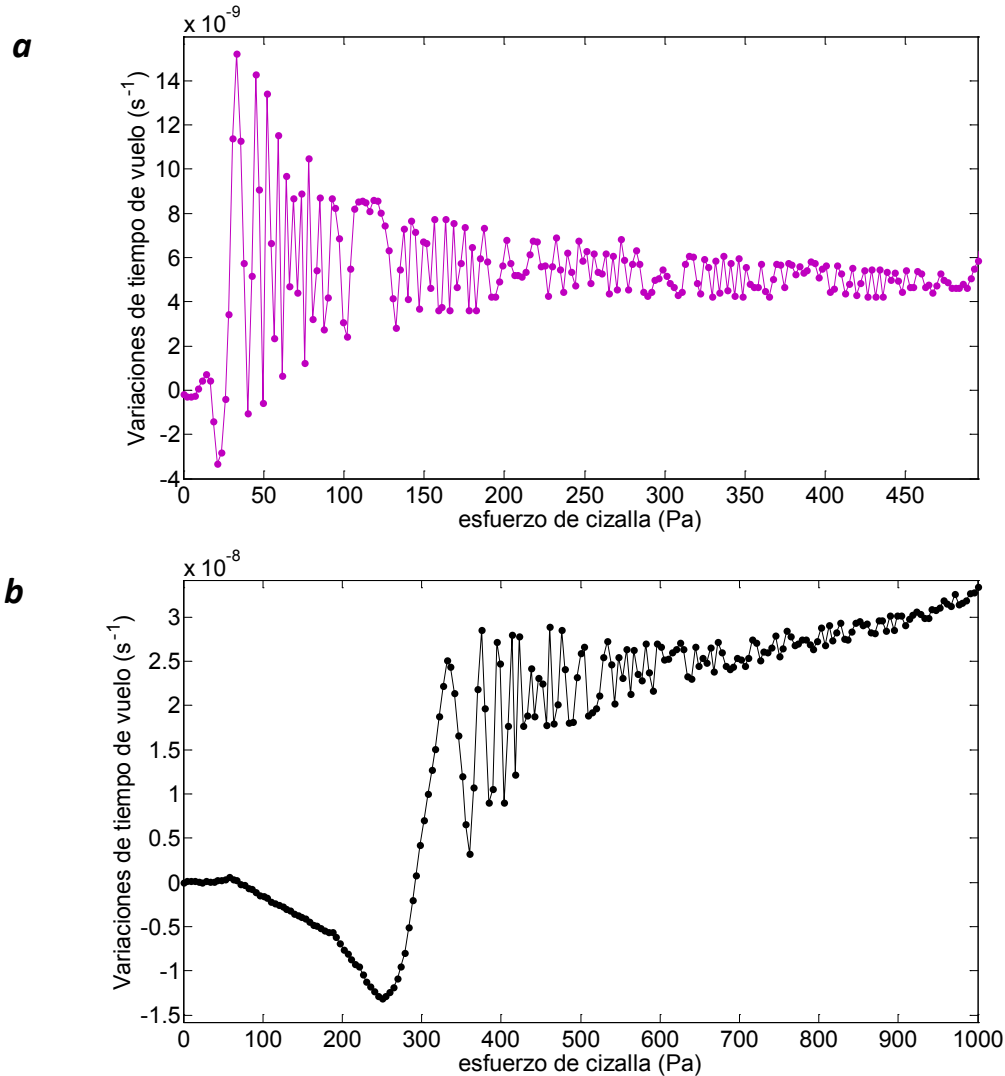 a
x 10^-9
14
12
10
8
6
4
2
0
-2
-4
0 50 100 150 200 250 300 350 400 450
Variaciones de tiempo de vuelo (s^-1)
esfuerzo de cizalla (Pa)
b
x 10^-8
3
2.5
2
1.5
1
0.5
0
-0.5
-1
-1.5
0 100 200 300 400 500 600 700 800 900 1000
Variaciones de tiempo de vuelo (s^-1)
esfuerzo de cizalla (Pa)